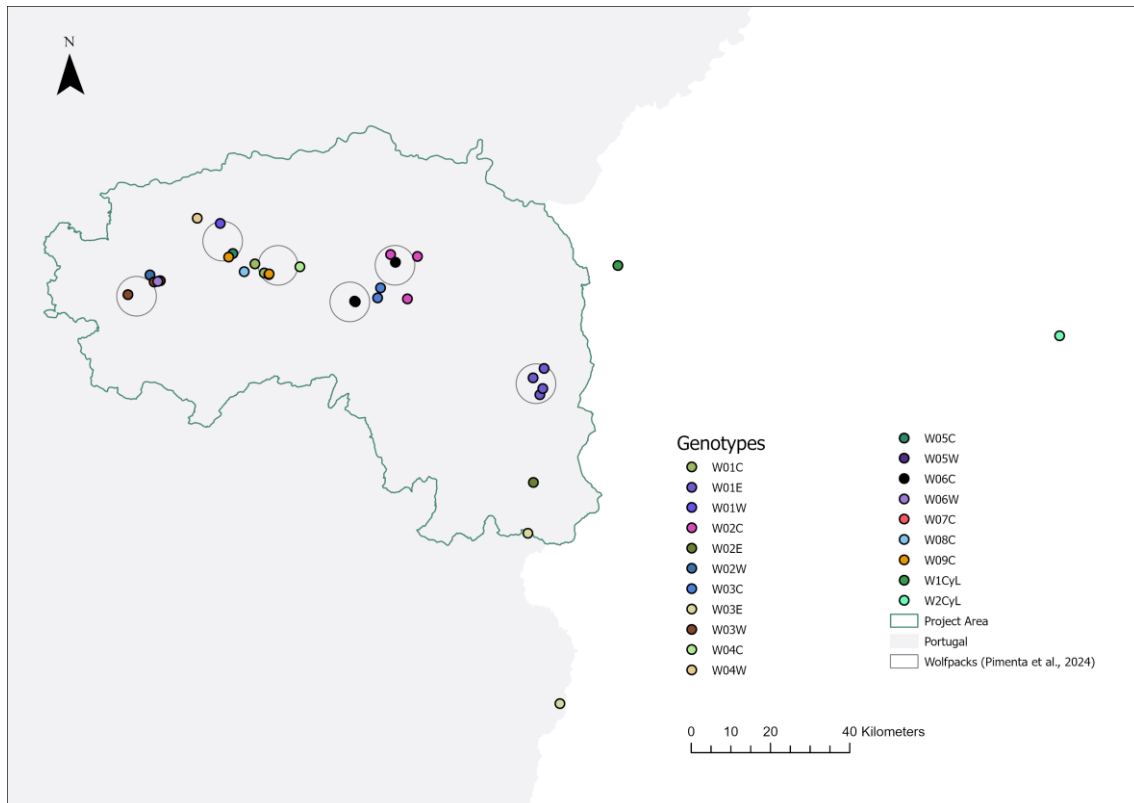 N
Genotypes
W01C
W01E
W01W
W02C
W02E
W02W
W03C
W03E
W03W
W04C
W04W
W05C
W05W
W06C
W06W
W07C
W08C
W09C
W1CyL
W2CyL
Project Area
Portugal
Wolfpacks (Pimenta et al., 2024)
0 10 20 40 Kilometers